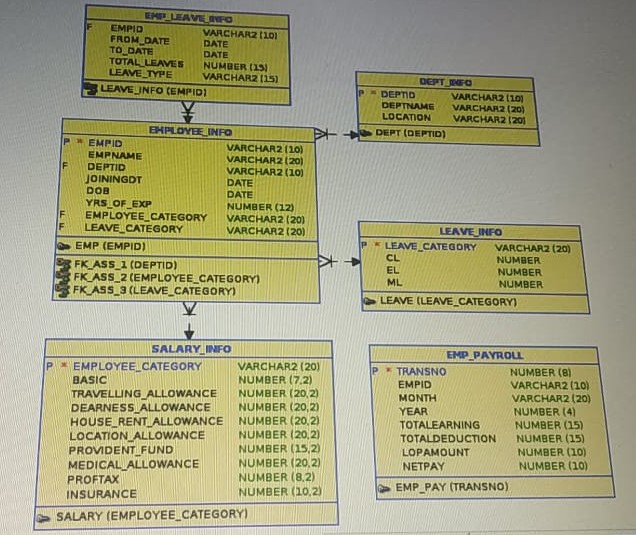 EMP_LEAVE_INFO
F EMPID VARCHAR2 (10)
FROM_DATE DATE
TO_DATE DATE
TOTAL_LEAVES NUMBER (15)
LEAVE_TYPE VARCHAR2 (15)
LEAVE_INFO (EMPID)
DEPT_INFO
P * DEPTID VARCHAR2 (10)
DEPTNAME VARCHAR2 (20)
LOCATION VARCHAR2 (20)
DEPT (DEPTID)
EMPLOYEE_INFO
P * EMPID VARCHAR2 (10)
EMPNAME VARCHAR2 (20)
F DEPTID VARCHAR2 (10)
JOININGDT DATE
DOB DATE
YRS_OF_EXP NUMBER (12)
F EMPLOYEE_CATEGORY VARCHAR2 (20)
F LEAVE_CATEGORY VARCHAR2 (20)
EMP (EMPID)
FK_ASS_1 (DEPTID)
FK_ASS_2 (EMPLOYEE_CATEGORY)
FK_ASS_3 (LEAVE_CATEGORY)
LEAVE_INFO
P * LEAVE_CATEGORY VARCHAR2 (20)
CL NUMBER
EL NUMBER
ML NUMBER
LEAVE (LEAVE_CATEGORY)
SALARY_INFO
P * EMPLOYEE_CATEGORY VARCHAR2 (20)
BASIC NUMBER (7,2)
TRAVELLING_ALLOWANCE NUMBER (20,2)
DEARNESS_ALLOWANCE NUMBER (20,2)
HOUSE_RENT_ALLOWANCE NUMBER (20,2)
LOCATION_ALLOWANCE NUMBER (20,2)
PROVIDENT_FUND NUMBER (15,2)
MEDICAL_ALLOWANCE NUMBER (20,2)
PROFTAX NUMBER (8,2)
INSURANCE NUMBER (10,2)
SALARY (EMPLOYEE_CATEGORY)
EMP_PAYROLL
P * TRANSNO NUMBER (8)
EMPID VARCHAR2 (10)
MONTH VARCHAR2 (20)
YEAR NUMBER (4)
TOTALEARNING NUMBER (15)
TOTALDEDUCTION NUMBER (15)
LOPAMOUNT NUMBER (10)
NETPAY NUMBER (10)
EMP_PAY (TRANSNO)